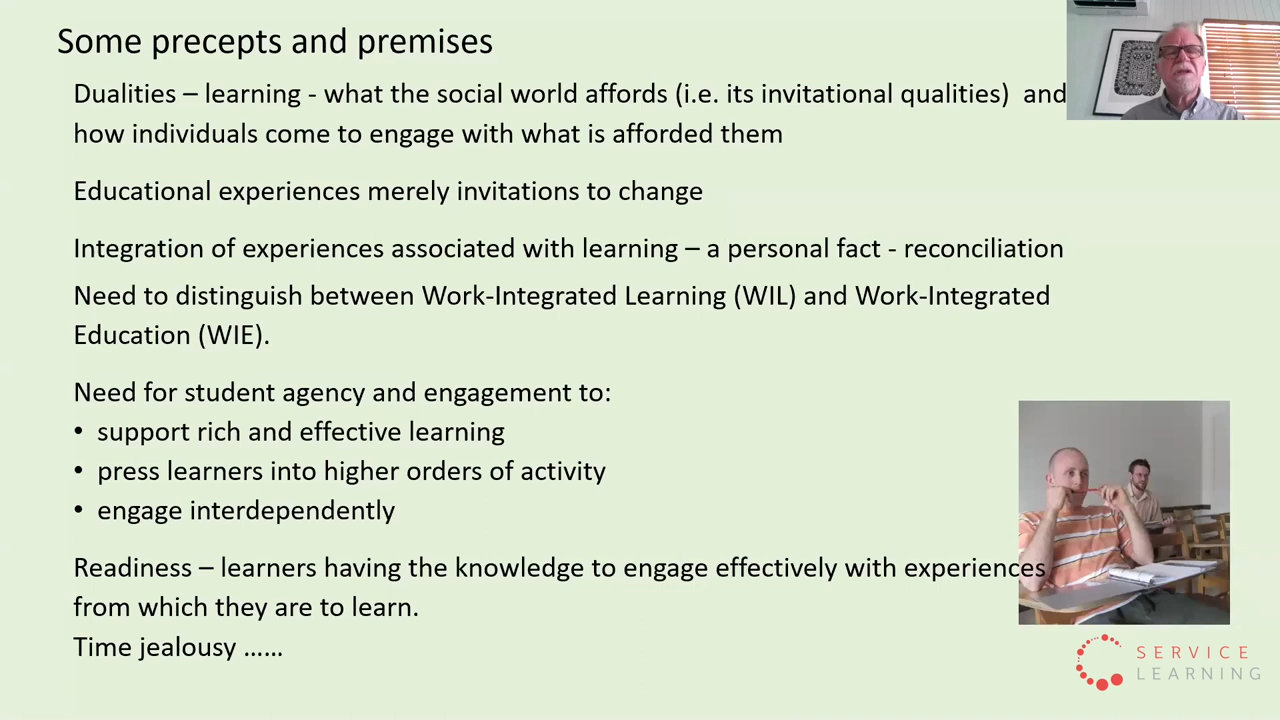 Some precepts and premises
Dualities – learning - what the social world affords (i.e. its invitational qualities) and
how individuals come to engage with what is afforded them
Educational experiences merely invitations to change
Integration of experiences associated with learning – a personal fact - reconciliation
Need to distinguish between Work-Integrated Learning (WIL) and Work-Integrated
Education (WIE).
Need for student agency and engagement to:
• support rich and effective learning
• press learners into higher orders of activity
• engage interdependently
Readiness – learners having the knowledge to engage effectively with experiences
from which they are to learn.
Time jealousy ......
SERVICE
LEARNING